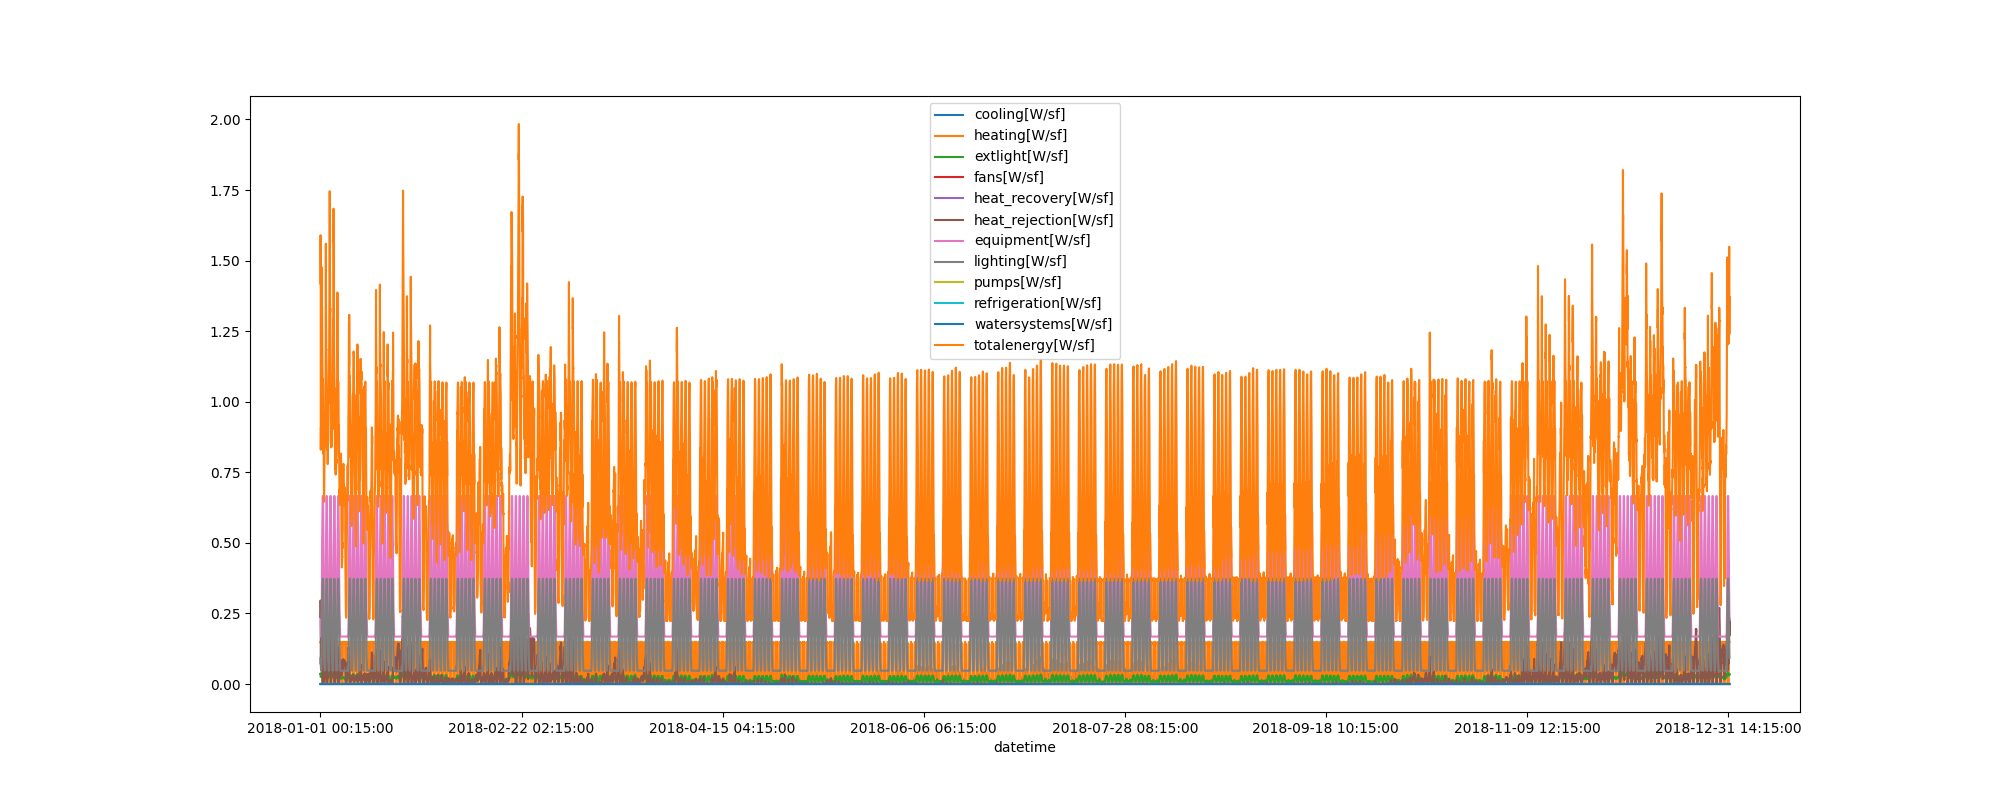 2.00
1.75
1.50
1.25
1.00
0.75
0.50
0.25
0.00
cooling[W/sf]
heating[W/sf]
extlight[W/sf]
fans[W/sf]
heat_recovery[W/sf]
heat_rejection[W/sf]
equipment[W/sf]
lighting[W/sf]
pumps[W/sf]
refrigeration[W/sf]
watersystems[W/sf]
totalenergy[W/sf]
2018-01-01 00:15:00 2018-02-22 02:15:00 2018-04-15 04:15:00 2018-06-06 06:15:00 2018-07-28 08:15:00 2018-09-18 10:15:00 2018-11-09 12:15:00 2018-12-31 14:15:00
datetime